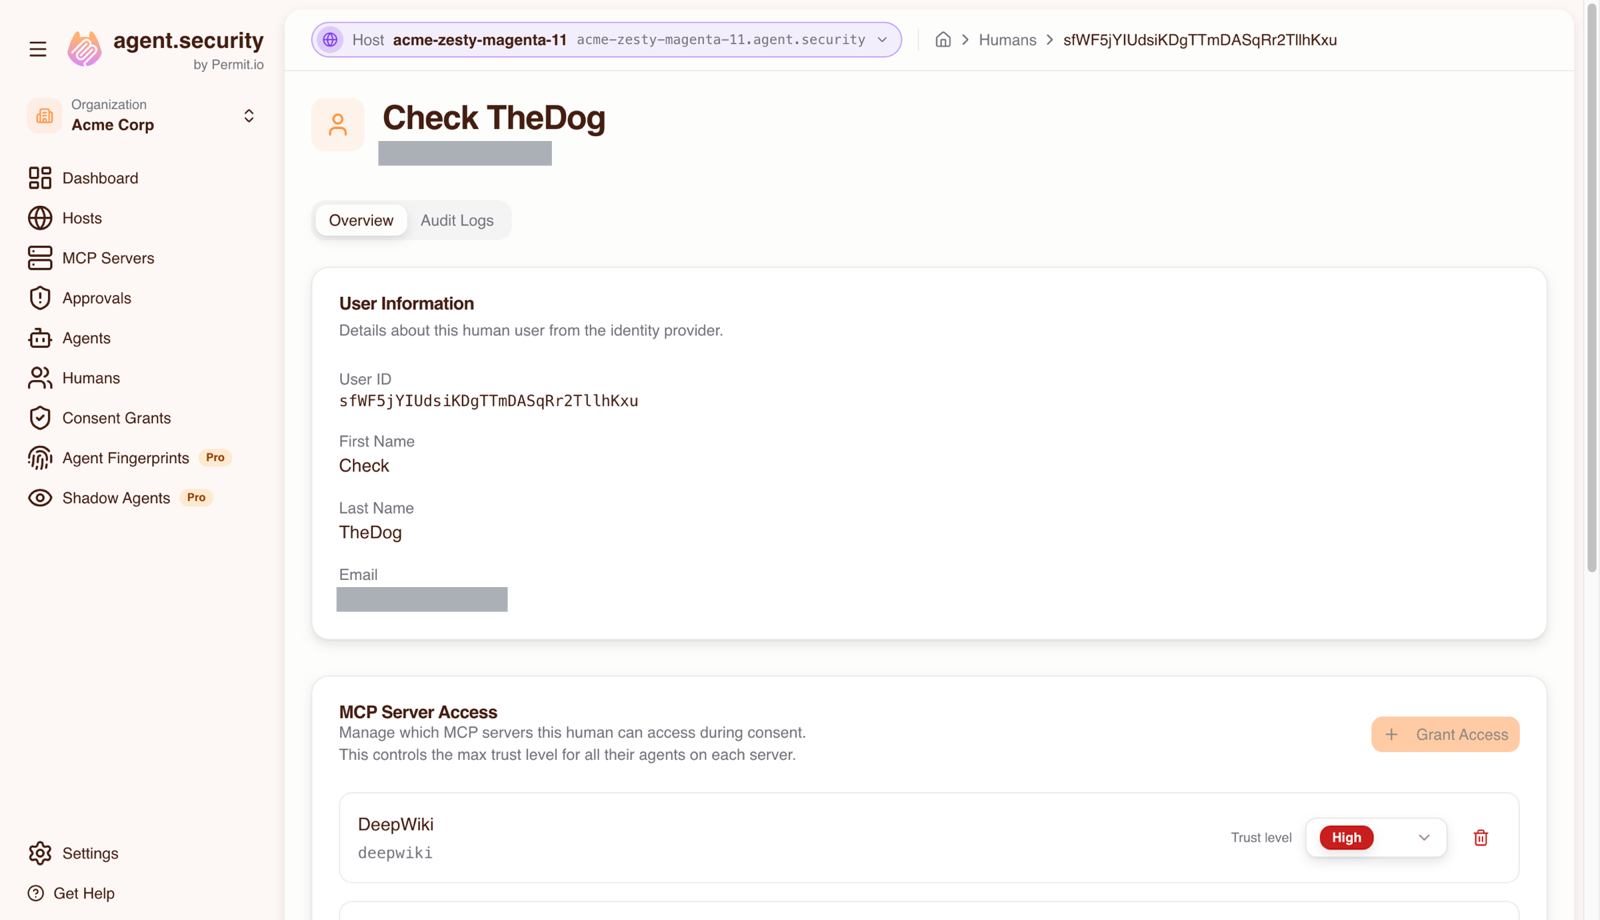 agent.security
by Permit.io
Organization
Acme Corp
Dashboard
Hosts
MCP Servers
Approvals
Agents
Humans
Consent Grants
Agent Fingerprints Pro
Shadow Agents Pro
Settings
Get Help
Host acme-zesty-magenta-11 acme-zesty-magenta-11.agent.security
Humans
sfWF5jYIUdsiKDgTTmDASqRr2TllhKxu
Check TheDog
Overview Audit Logs
User Information
Details about this human user from the identity provider.
User ID
sfWF5jYIUdsiKDgTTmDASqRr2TllhKxu
First Name
Check
Last Name
TheDog
Email
MCP Server Access
Manage which MCP servers this human can access during consent.
This controls the max trust level for all their agents on each server.
Grant Access
DeepWiki
deepwiki
Trust level High